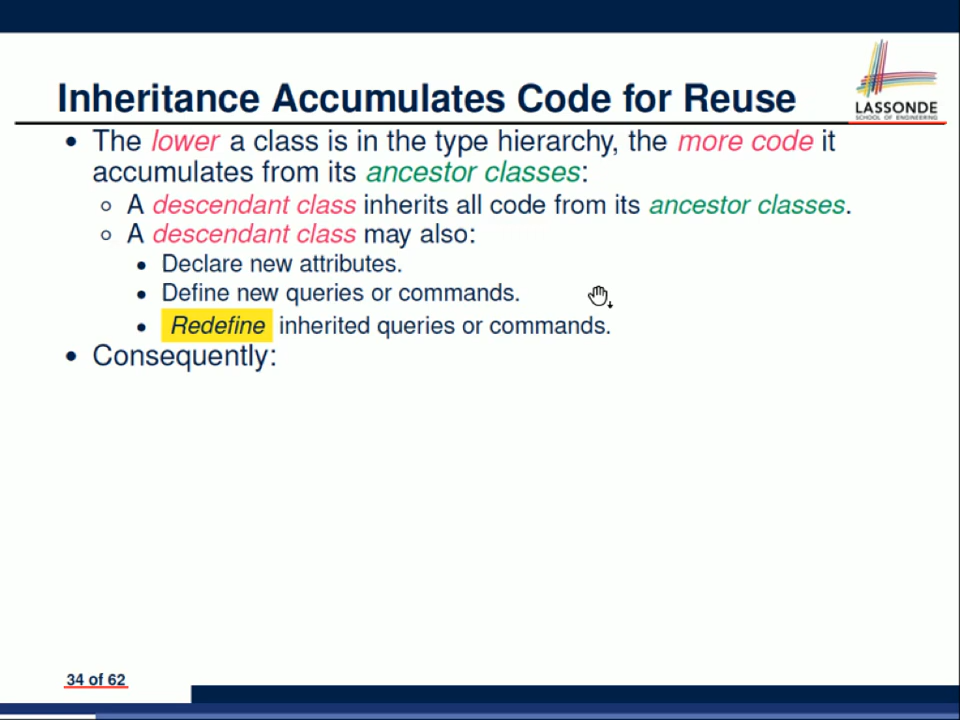 Inheritance Accumulates Code for Reuse
LASSONDE
SCHOOL OF ENGINEERING
• The lower a class is in the type hierarchy, the more code it
accumulates from its ancestor classes:
○ A descendant class inherits all code from its ancestor classes.
○ A descendant class may also:
• Declare new attributes.
• Define new queries or commands.
• Redefine inherited queries or commands.
• Consequently:
34 of 62